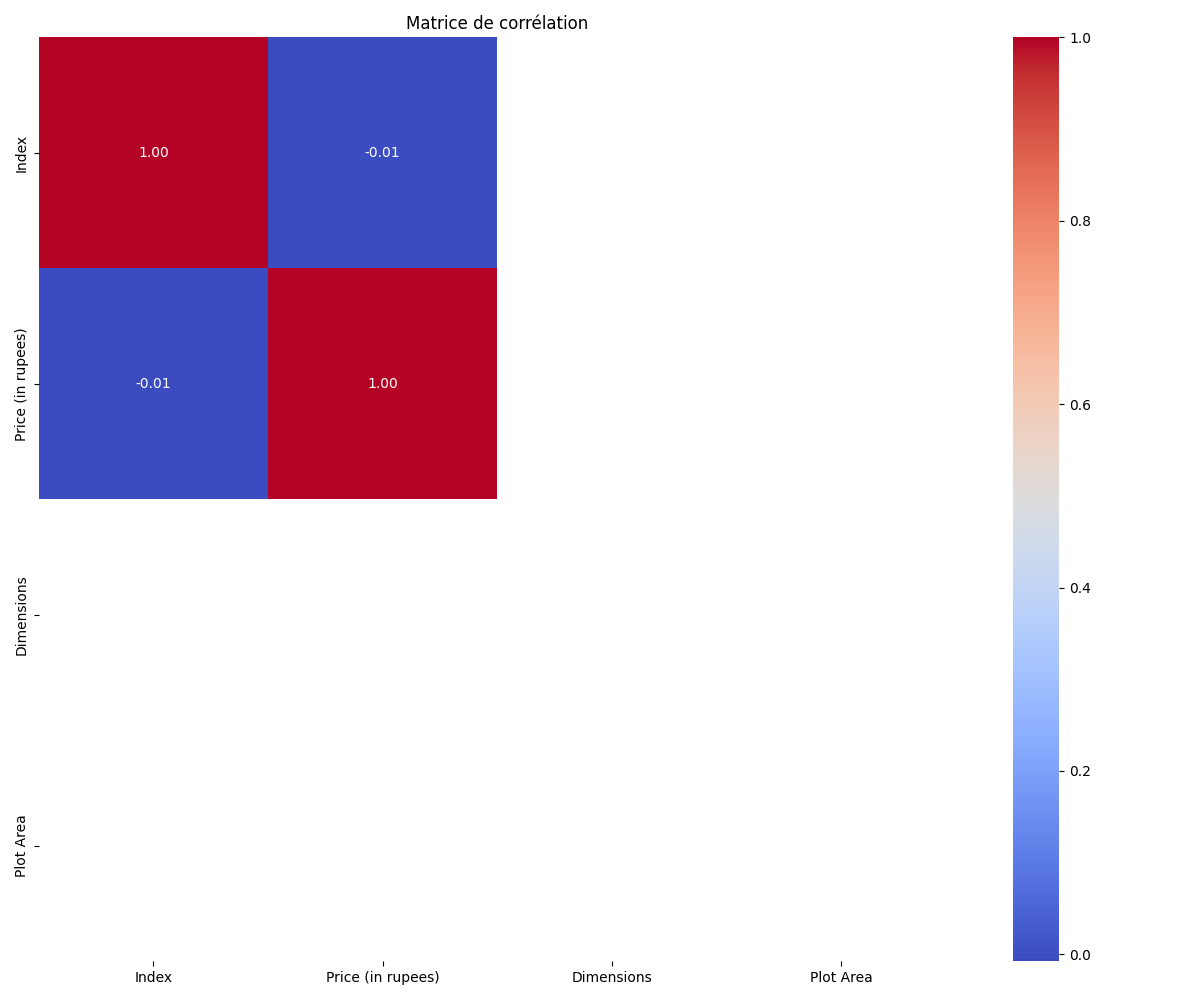 Matrice de corrélation
Index
Price (in rupees)
Dimensions
Plot Area
1.00
-0.01
-0.01
1.00
Index
Price (in rupees)
Dimensions
Plot Area
1.0
0.8
0.6
0.4
0.2
0.0